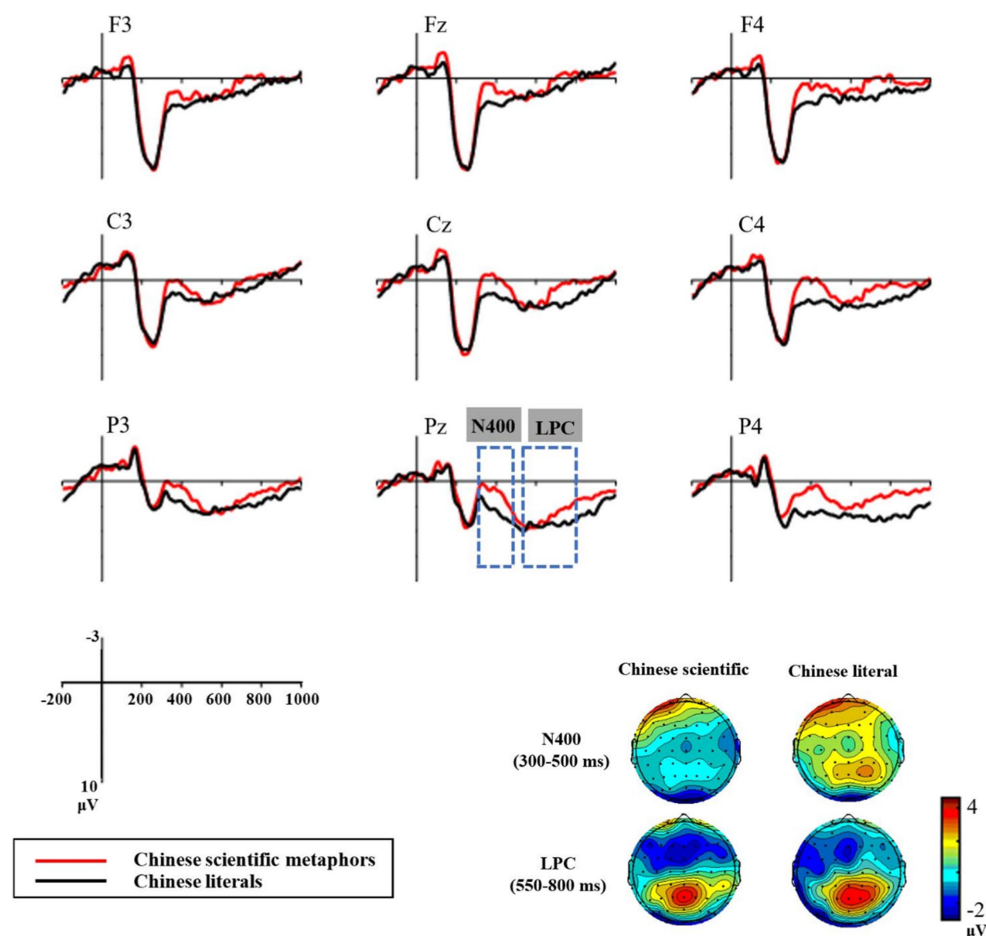 F3 Fz F4
C3 Cz C4
N400 LPC
P3 Pz P4
-3
-200 200 400 600 800 1000
10
μV
Chinese scientific metaphors
Chinese literals
Chinese scientific Chinese literal
N400
(300-500 ms)
LPC
(550-800 ms)
4
-2
μV